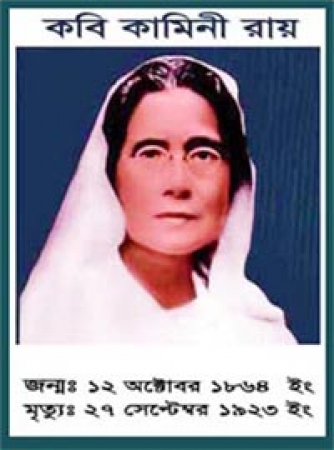 কবি কামিনী রায়
জন্মঃ ১২ অক্টোবর ১৮৬৪ ইং
মৃত্যুঃ ২৭ সেপ্টেম্বর ১৯২৩ ইং